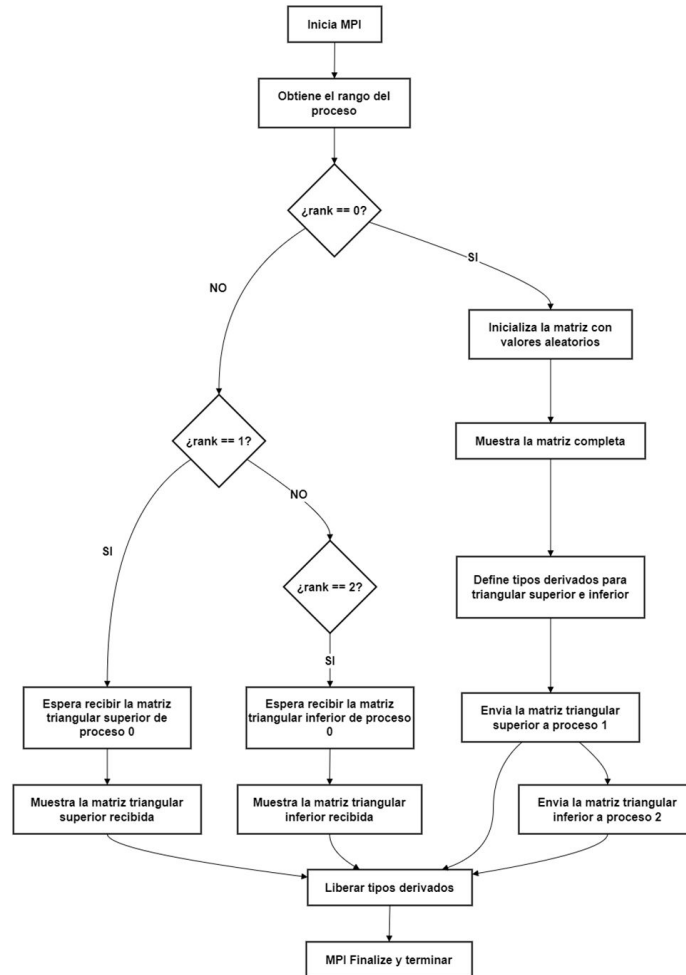 Inicia MPI
Obtiene el rango del
proceso
¿rank == 0?
SI
NO
Inicializa la matriz con
valores aleatorios
¿rank == 1?
Muestra la matriz completa
NO
SI
¿rank == 2?
Define tipos derivados para
triangular superior e inferior
SI
Espera recibir la matriz
triangular superior de
proceso 0
Espera recibir la matriz
triangular inferior de proceso
0
Envia la matriz triangular
superior a proceso 1
Muestra la matriz triangular
superior recibida
Muestra la matriz triangular
inferior recibida
Envia la matriz triangular
inferior a proceso 2
Liberar tipos derivados
MPI Finalize y terminar